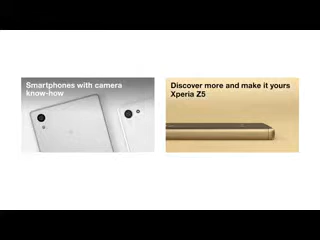 Smartphones with camera
know-how
Discover more and make it yours
Xperia Z5